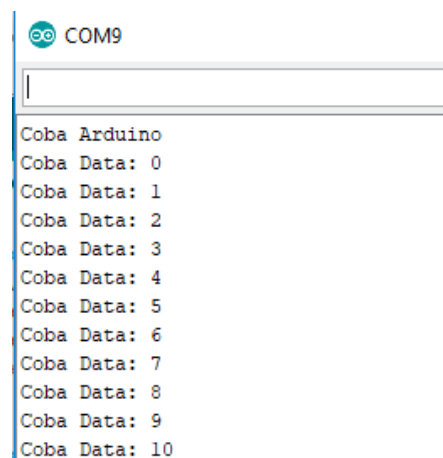 COM9
Coba Arduino
Coba Data: 0
Coba Data: 1
Coba Data: 2
Coba Data: 3
Coba Data: 4
Coba Data: 5
Coba Data: 6
Coba Data: 7
Coba Data: 8
Coba Data: 9
Coba Data: 10